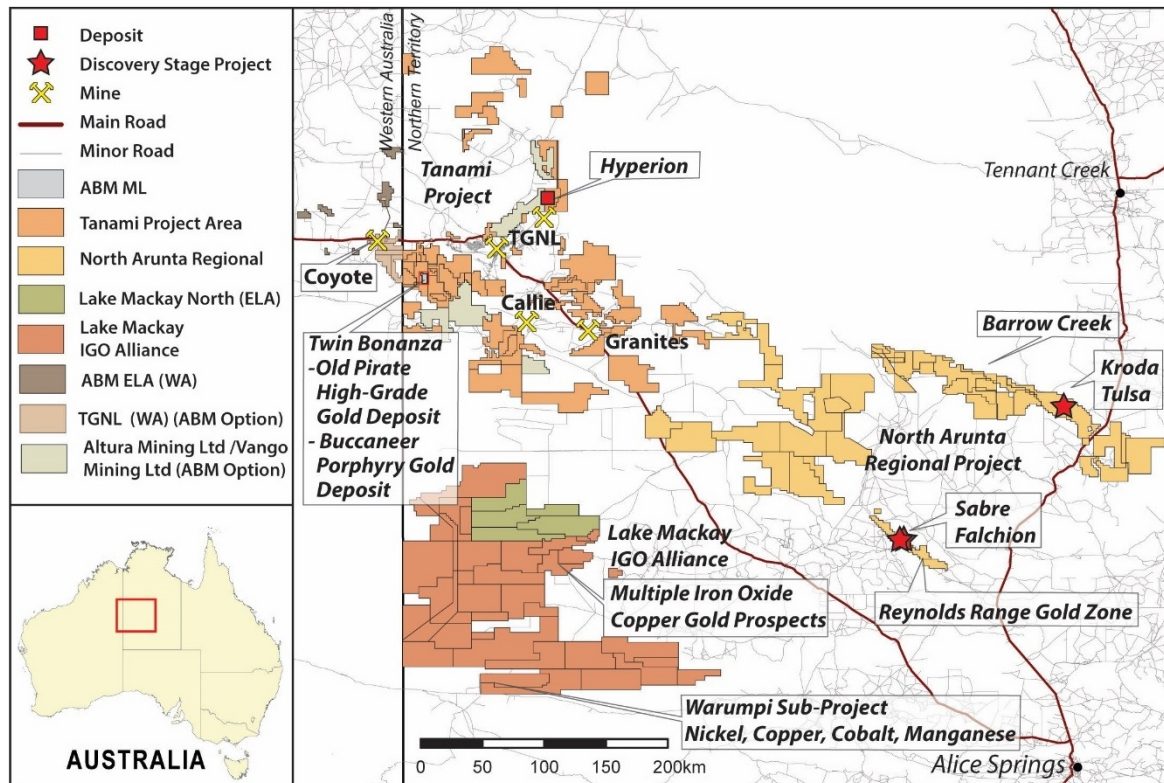 Deposit
Discovery Stage Project
Mine
Main Road
Minor Road
ABM ML
Tanami Project Area
North Arunta Regional
Lake Mackay North (ELA)
Lake Mackay
IGO Alliance
ABM ELA (WA)
TGNL (WA) (ABM Option)
Altura Mining Ltd /Vango
Mining Ltd (ABM Option)
AUSTRALIA
Western Australia
Northern Territory
Tanami
Project
Hyperion
Tennant Creek
TGNL
Coyote
Callie
Granites
Twin Bonanza
-Old Pirate
High-Grade
Gold Deposit
- Buccaneer
Porphyry Gold
Deposit
Barrow Creek
Kroda
Tulsa
North Arunta
Regional Project
Sabre
Falchion
Lake Mackay
IGO Alliance
Multiple Iron Oxide
Copper Gold Prospects
Reynolds Range Gold Zone
Warumpi Sub-Project
Nickel, Copper, Cobalt, Manganese
0 50 100 200km
Alice Springs